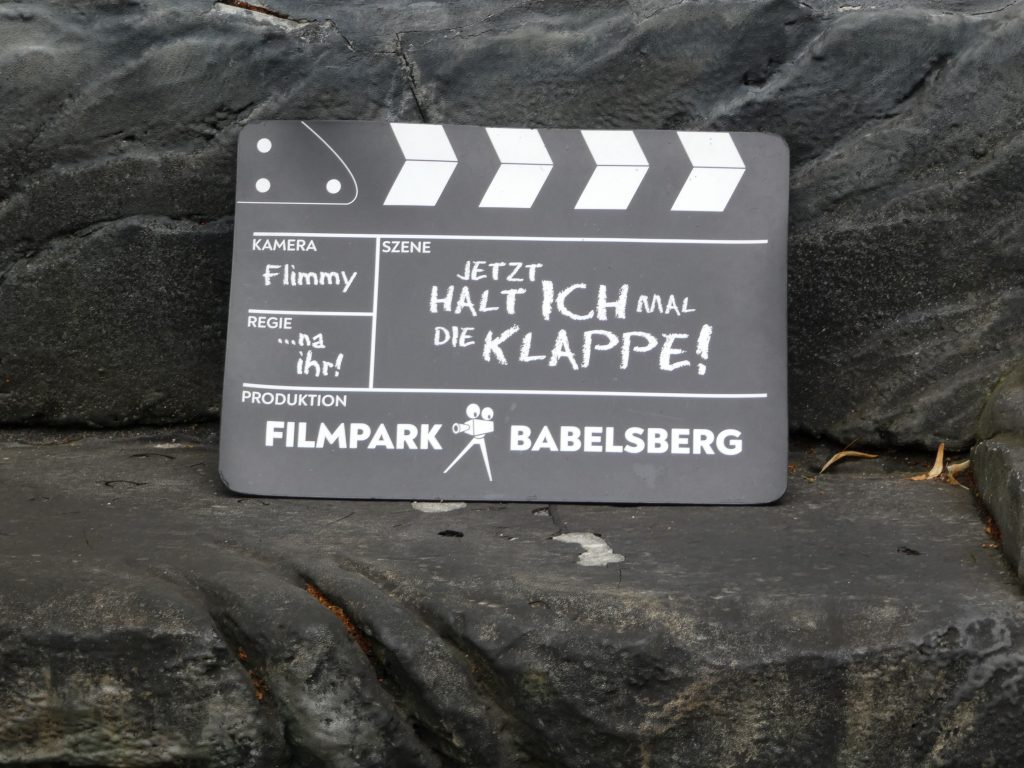 KAMERA
Flimmy
SZENE
JETZT
HALT ICH MAL
DIE KLAPPE!
REGIE
...na
ihr!
PRODUKTION
FILMPARK BABELSBERG